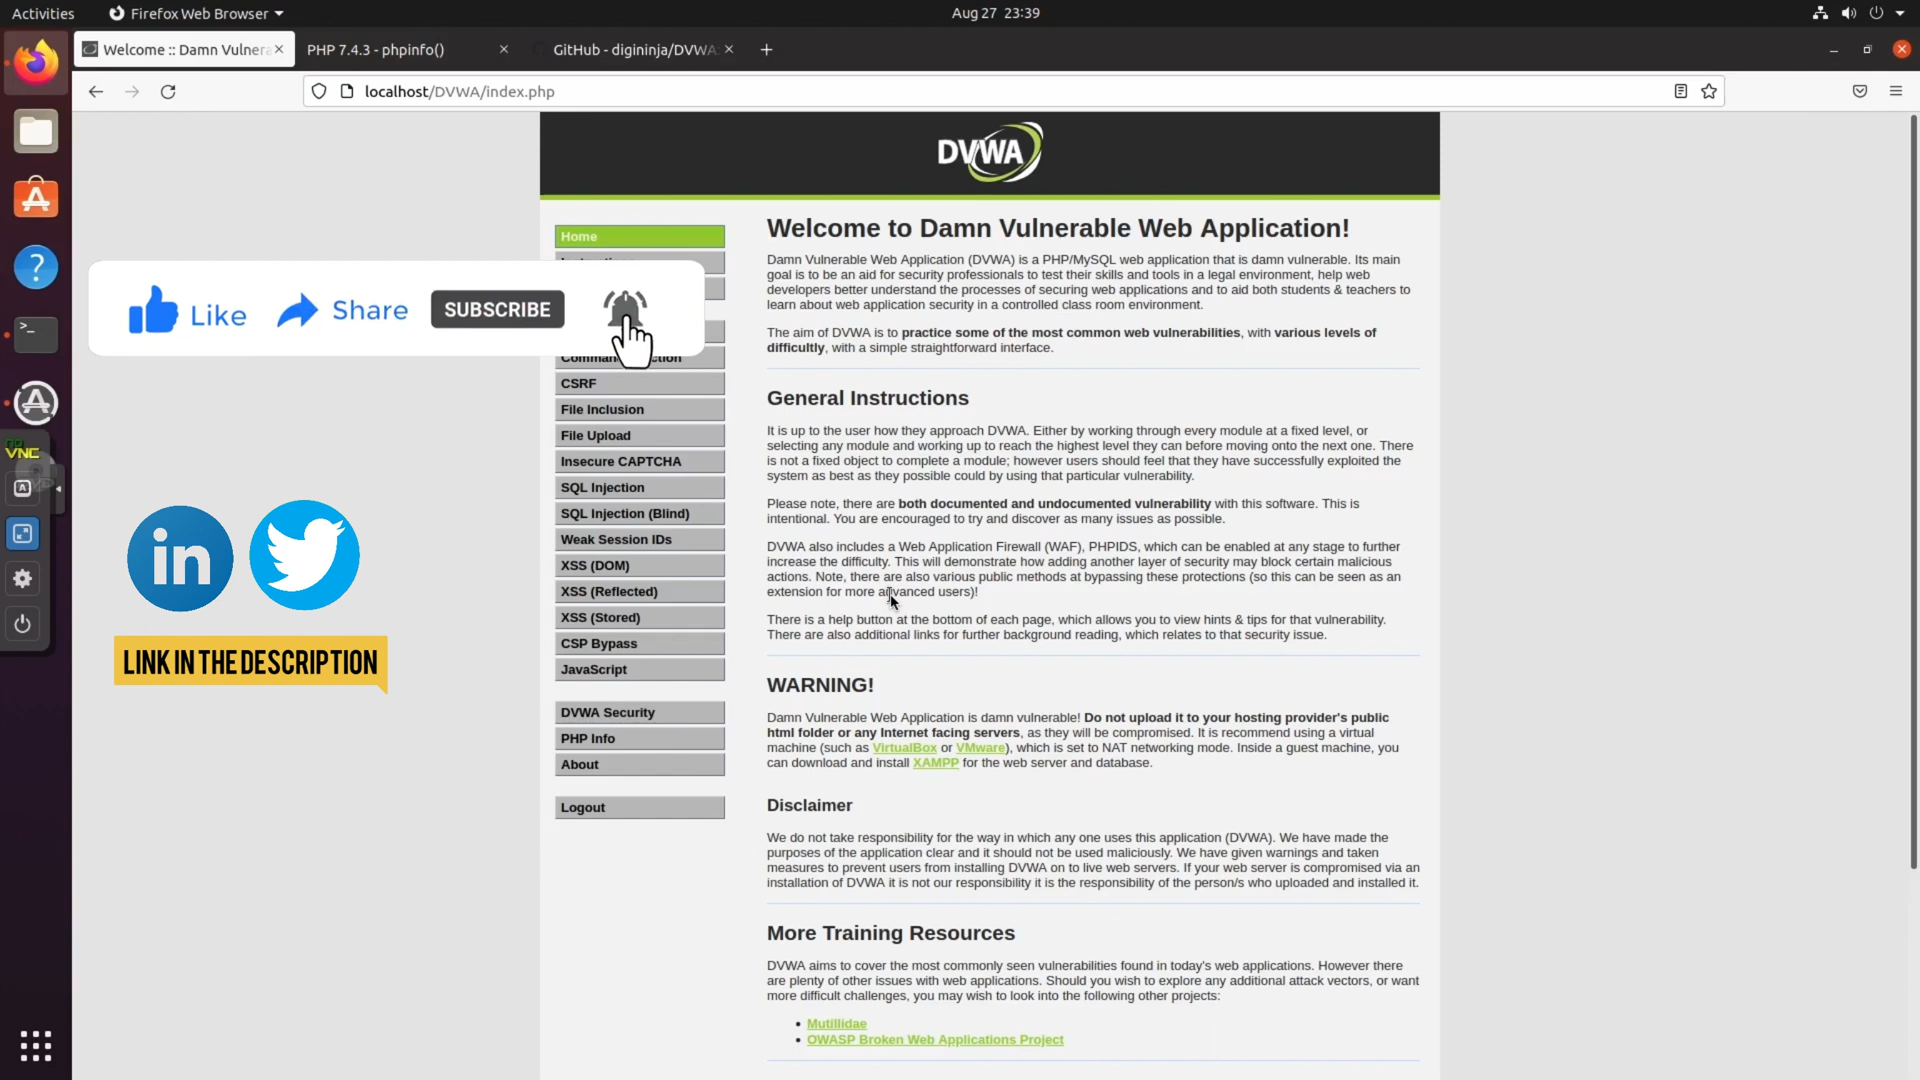 Activities
Firefox Web Browser
Aug 27 23:39
Welcome :: Damn Vulnera
PHP 7.4.3 - phpinfo()
GitHub - digininja/DVWA:
localhost/DVWA/index.php
DVWA
Home
Like
Share
SUBSCRIBE
CSRF
File Inclusion
File Upload
Insecure CAPTCHA
SQL Injection
SQL Injection (Blind)
Weak Session IDs
XSS (DOM)
XSS (Reflected)
XSS (Stored)
CSP Bypass
JavaScript
DVWA Security
PHP Info
About
Logout
no
VNC
in
LINK IN THE DESCRIPTION
Welcome to Damn Vulnerable Web Application!
Damn Vulnerable Web Application (DVWA) is a PHP/MySQL web application that is damn vulnerable. Its main
goal is to be an aid for security professionals to test their skills and tools in a legal environment, help web
developers better understand the processes of securing web applications and to aid both students & teachers to
learn about web application security in a controlled class room environment.
The aim of DVWA is to practice some of the most common web vulnerabilities, with various levels of
difficultly, with a simple straightforward interface.
General Instructions
It is up to the user how they approach DVWA. Either by working through every module at a fixed level, or
selecting any module and working up to reach the highest level they can before moving onto the next one. There
is not a fixed object to complete a module; however users should feel that they have successfully exploited the
system as best as they possible could by using that particular vulnerability.
Please note, there are both documented and undocumented vulnerability with this software. This is
intentional. You are encouraged to try and discover as many issues as possible.
DVWA also includes a Web Application Firewall (WAF), PHPIDS, which can be enabled at any stage to further
increase the difficulty. This will demonstrate how adding another layer of security may block certain malicious
actions. Note, there are also various public methods at bypassing these protections (so this can be seen as an
extension for more advanced users)!
There is a help button at the bottom of each page, which allows you to view hints & tips for that vulnerability.
There are also additional links for further background reading, which relates to that security issue.
WARNING!
Damn Vulnerable Web Application is damn vulnerable! Do not upload it to your hosting provider's public
html folder or any Internet facing servers, as they will be compromised. It is recommend using a virtual
machine (such as VirtualBox or VMware), which is set to NAT networking mode. Inside a guest machine, you
can download and install XAMPP for the web server and database.
Disclaimer
We do not take responsibility for the way in which any one uses this application (DVWA). We have made the
purposes of the application clear and it should not be used maliciously. We have given warnings and taken
measures to prevent users from installing DVWA on to live web servers. If your web server is compromised via an
installation of DVWA it is not our responsibility it is the responsibility of the person/s who uploaded and installed it.
More Training Resources
DVWA aims to cover the most commonly seen vulnerabilities found in today's web applications. However there
are plenty of other issues with web applications. Should you wish to explore any additional attack vectors, or want
more difficult challenges, you may wish to look into the following other projects:
• Mutillidae
• OWASP Broken Web Applications Project